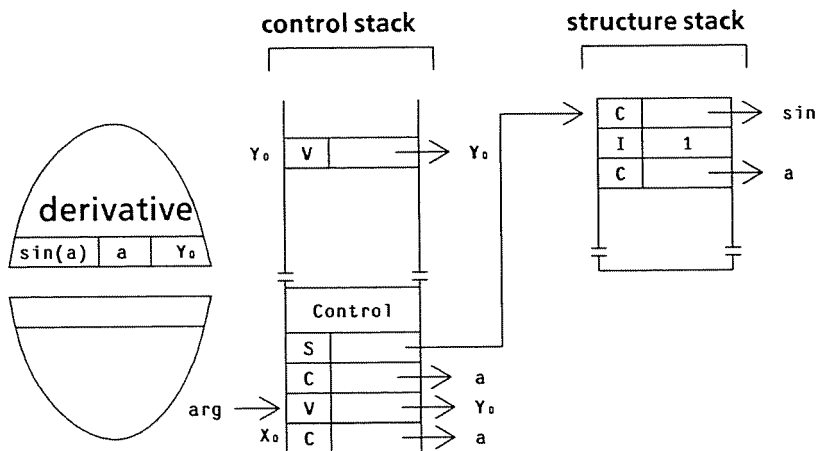 control stack
structure stack
C sin
I 1
C a
Y₀ V Y₀
derivative
sin(a) a Y₀
Control
S
C a
arg V Y₀
X₀ C a